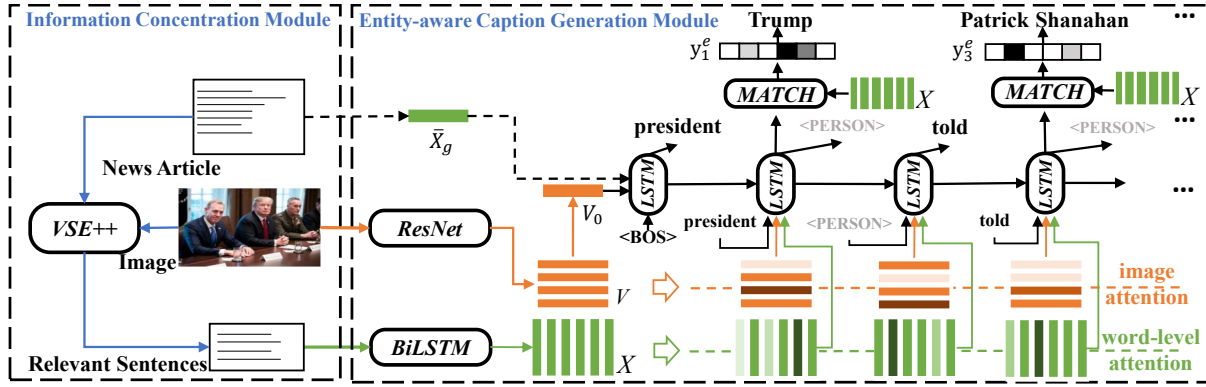 Information Concentration Module
Entity-aware Caption Generation Module
Trump
Patrick Shanahan
...
y₁ᵉ
y₃ᵉ
MATCH
X
MATCH
X
president
<PERSON>
told
<PERSON>
...
X̄g
News Article
LSTM
LSTM
LSTM
LSTM
...
V₀
VSE++
ResNet
<BOS>
president
<PERSON>
told
Image
V
image
attention
BiLSTM
X
word-level
attention
Relevant Sentences